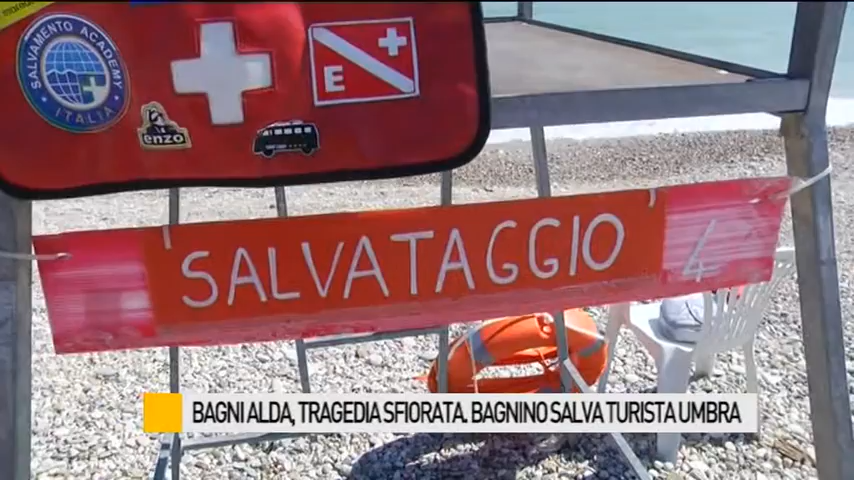 SALVAMENTO ACADEMY
ITALIA
enzo
E
SALVATAGGIO 4
BAGNI ALDA, TRAGEDIA SFIORATA. BAGNINO SALVA TURISTA UMBRA